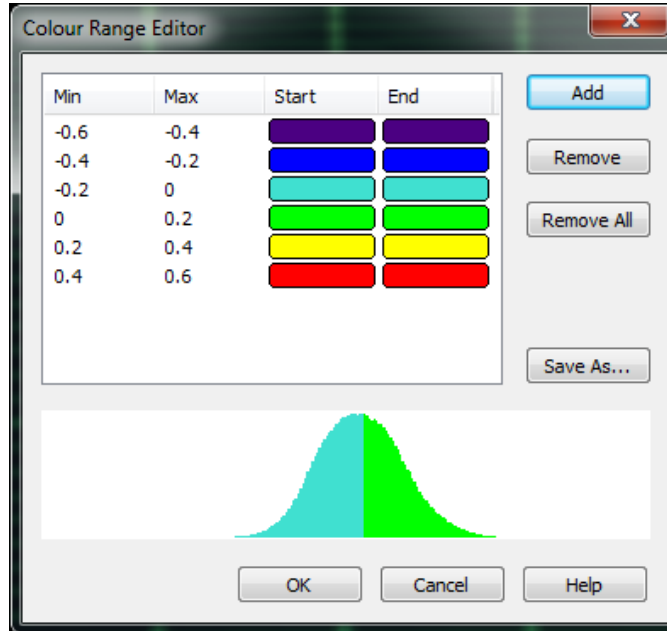 Colour Range Editor
Min Max Start End
-0.6 -0.4
-0.4 -0.2
-0.2 0
0 0.2
0.2 0.4
0.4 0.6
Add
Remove
Remove All
Save As...
OK Cancel Help